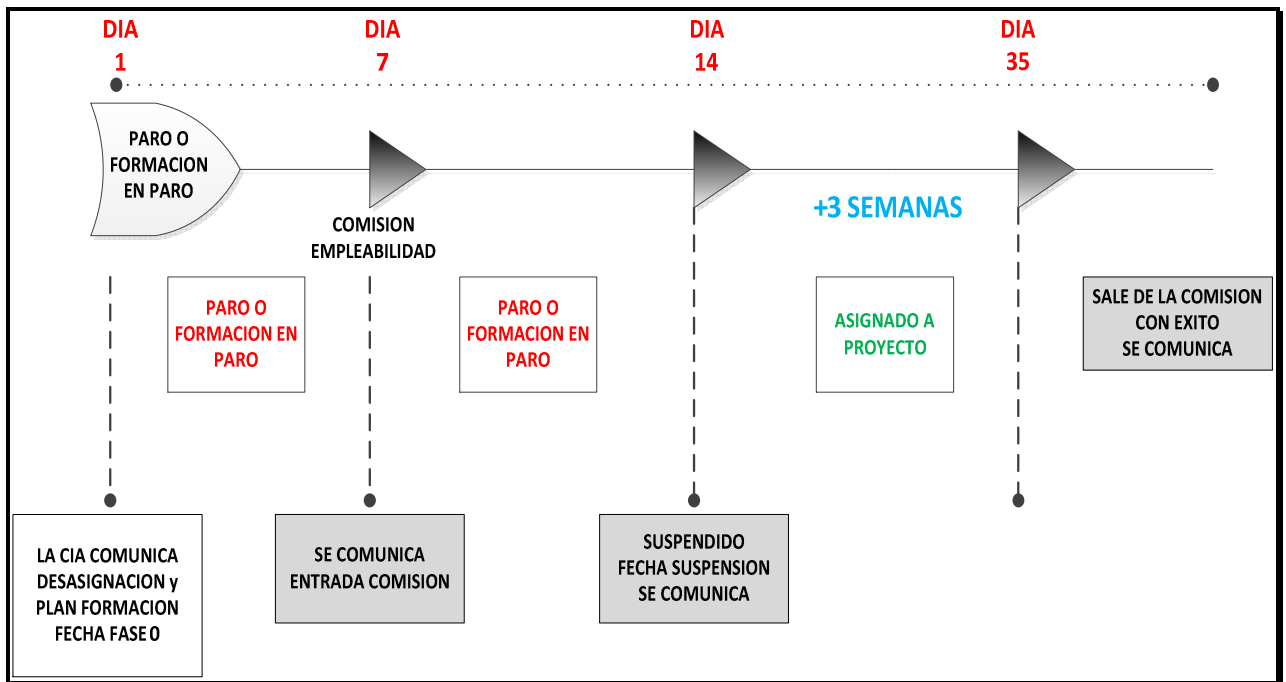 DIA
1
DIA
7
DIA
14
DIA
35
PARO O
FORMACION
EN PARO
COMISION
EMPLEABILIDAD
+3 SEMANAS
PARO O
FORMACION EN
PARO
PARO O
FORMACION EN
PARO
ASIGNADO A
PROYECTO
SALE DE LA COMISION
CON EXITO
SE COMUNICA
LA CIA COMUNICA
DESASIGNACION y
PLAN FORMACION
FECHA FASE 0
SE COMUNICA
ENTRADA COMISION
SUSPENDIDO
FECHA SUSPENSION
SE COMUNICA